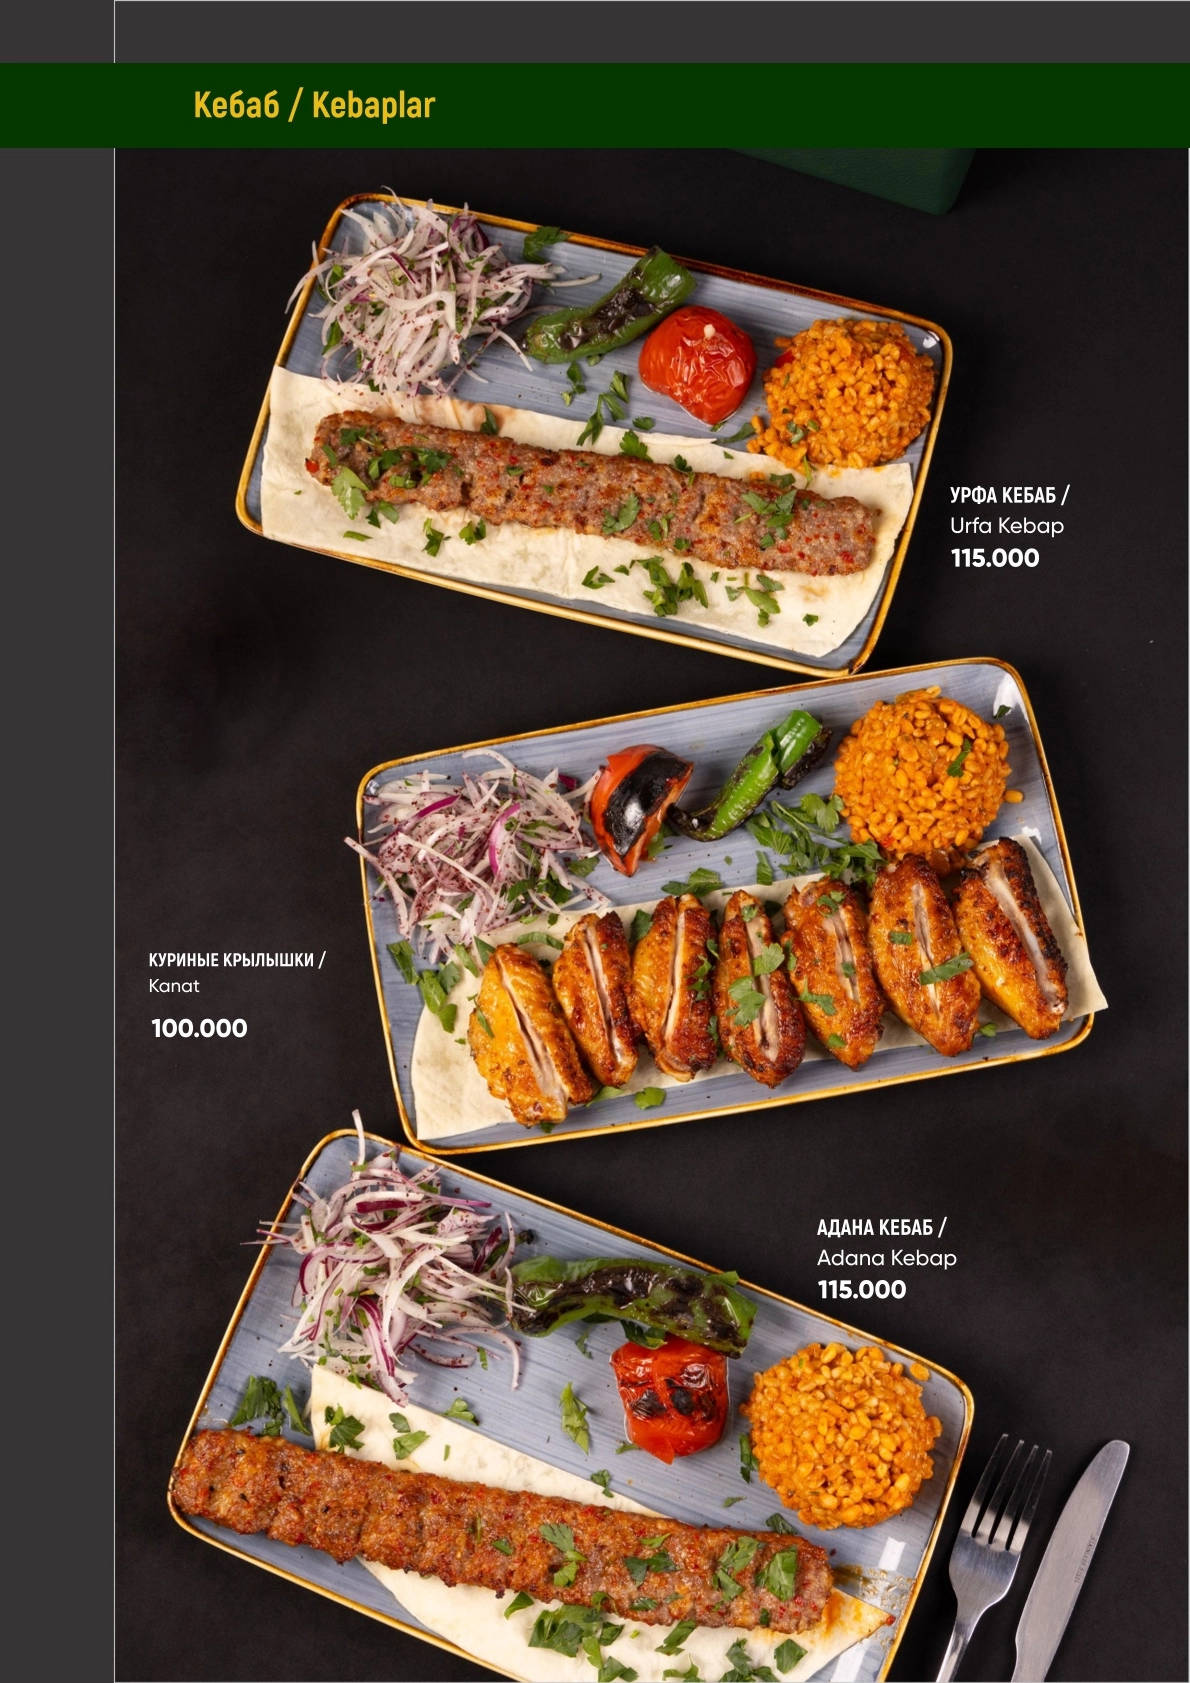 Кебаб / Kebaplar
УРФА КЕБАБ /
Urfa Kebap
115.000
КУРИНЫЕ КРЫЛЫШКИ /
Kanat
100.000
АДАНА КЕБАБ /
Adana Kebap
115.000